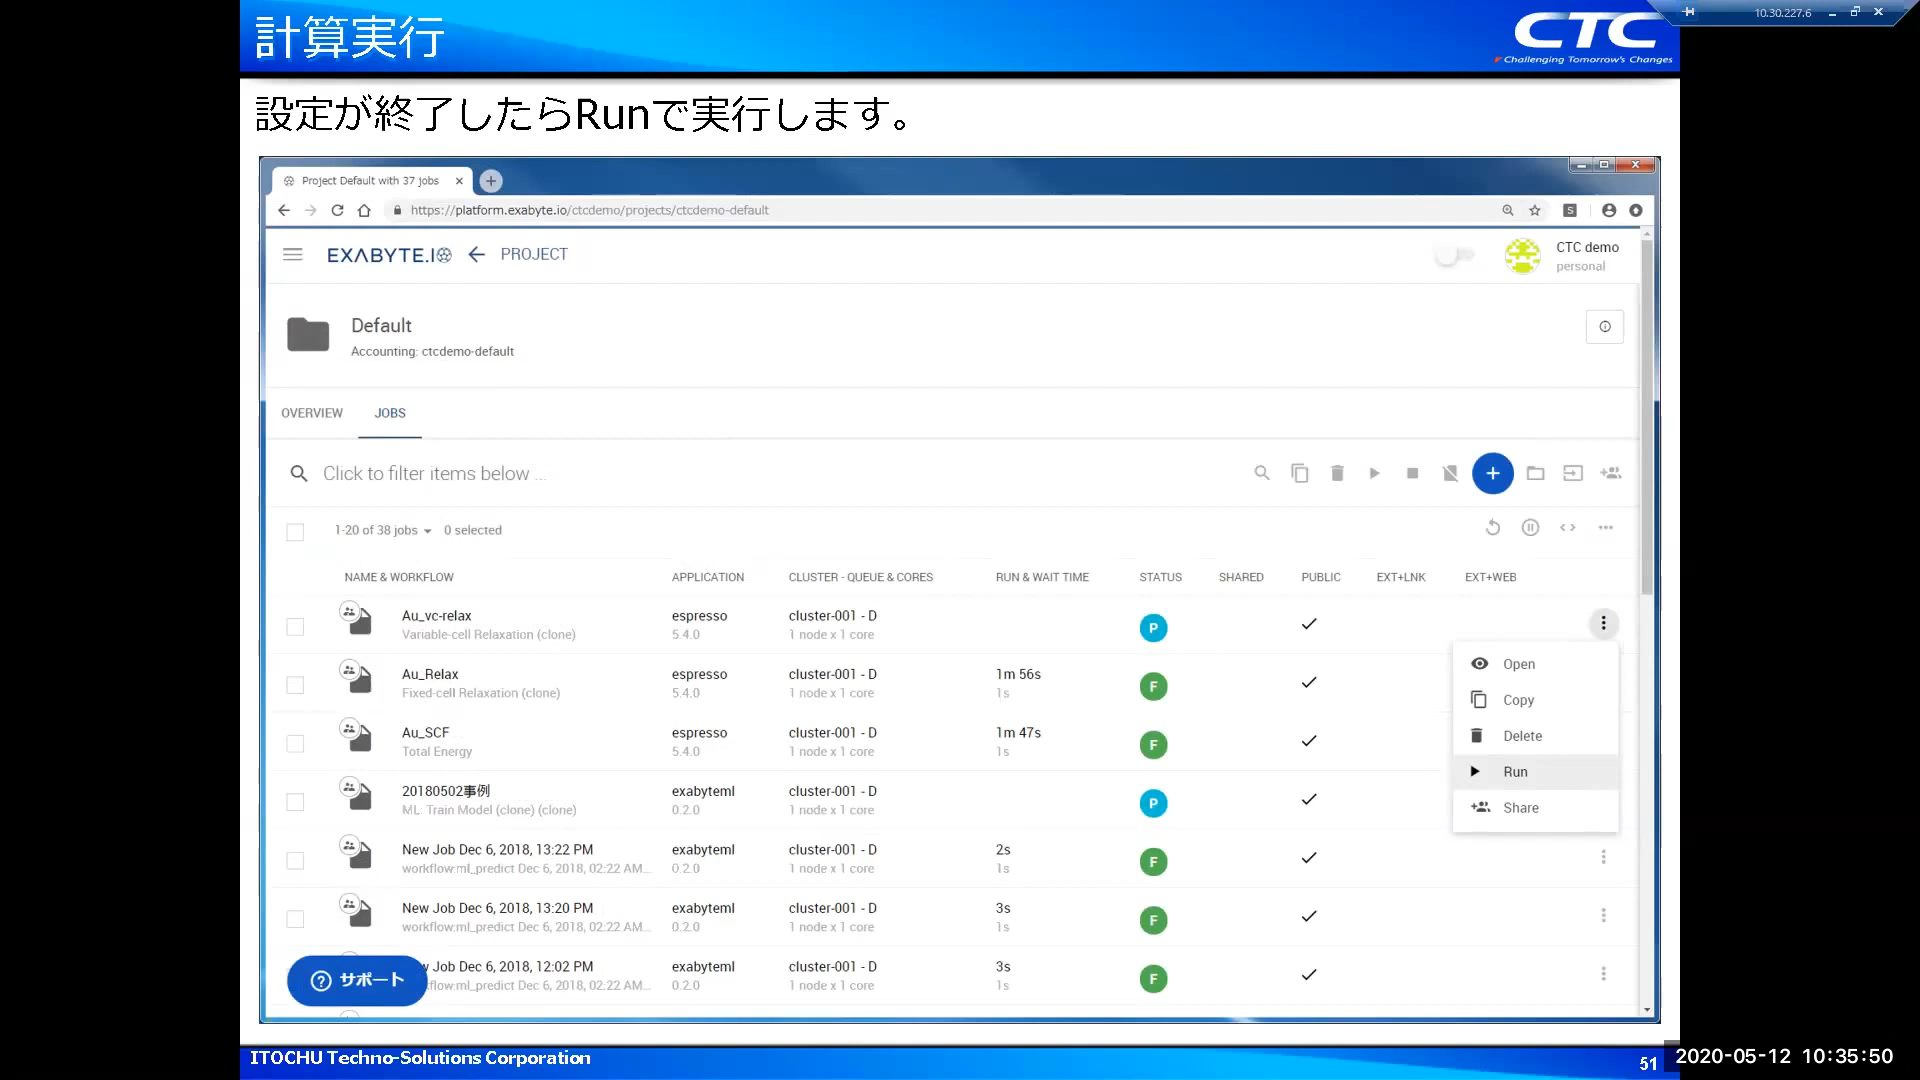 計算実行
CTC
Challenging Tomorrow's Changes
10.30.227.6
設定が終了したらRunで実行します。
Project Default with 37 jobs
https://platform.exabyte.io/ctcdemo/projects/ctcdemo-default
S
EXABYTE.IO PROJECT
CTC demo
personal
Default
Accounting: ctcdemo-default
OVERVIEW JOBS
Click to filter items below ...
1-20 of 38 jobs 0 selected
NAME & WORKFLOW APPLICATION CLUSTER - QUEUE & CORES RUN & WAIT TIME STATUS SHARED PUBLIC EXT+LNK EXT+WEB
Au_vc-relax espresso cluster-001 - D P
Variable-cell Relaxation (clone) 5.4.0 1 node x 1 core
Open
Au_Relax espresso cluster-001 - D 1m 56s F
Fixed-cell Relaxation (clone) 5.4.0 1 node x 1 core 1s
Copy
Au_SCF espresso cluster-001 - D 1m 47s F
Total Energy 5.4.0 1 node x 1 core 1s
Delete
Run
20180502事例 exabyteml cluster-001 - D P
ML: Train Model (clone) (clone) 0.2.0 1 node x 1 core
Share
New Job Dec 6, 2018, 13:22 PM exabyteml cluster-001 - D 2s F
workflow:ml_predict Dec 6, 2018, 02:22 AM... 0.2.0 1 node x 1 core 1s
New Job Dec 6, 2018, 13:20 PM exabyteml cluster-001 - D 3s F
workflow:ml_predict Dec 6, 2018, 02:22 AM... 0.2.0 1 node x 1 core 1s
Job Dec 6, 2018, 12:02 PM exabyteml cluster-001 - D 3s F
flow:ml_predict Dec 6, 2018, 02:22 AM... 0.2.0 1 node x 1 core 1s
サポート
ITOCHU Techno-Solutions Corporation
51
2020-05-12 10:35:50